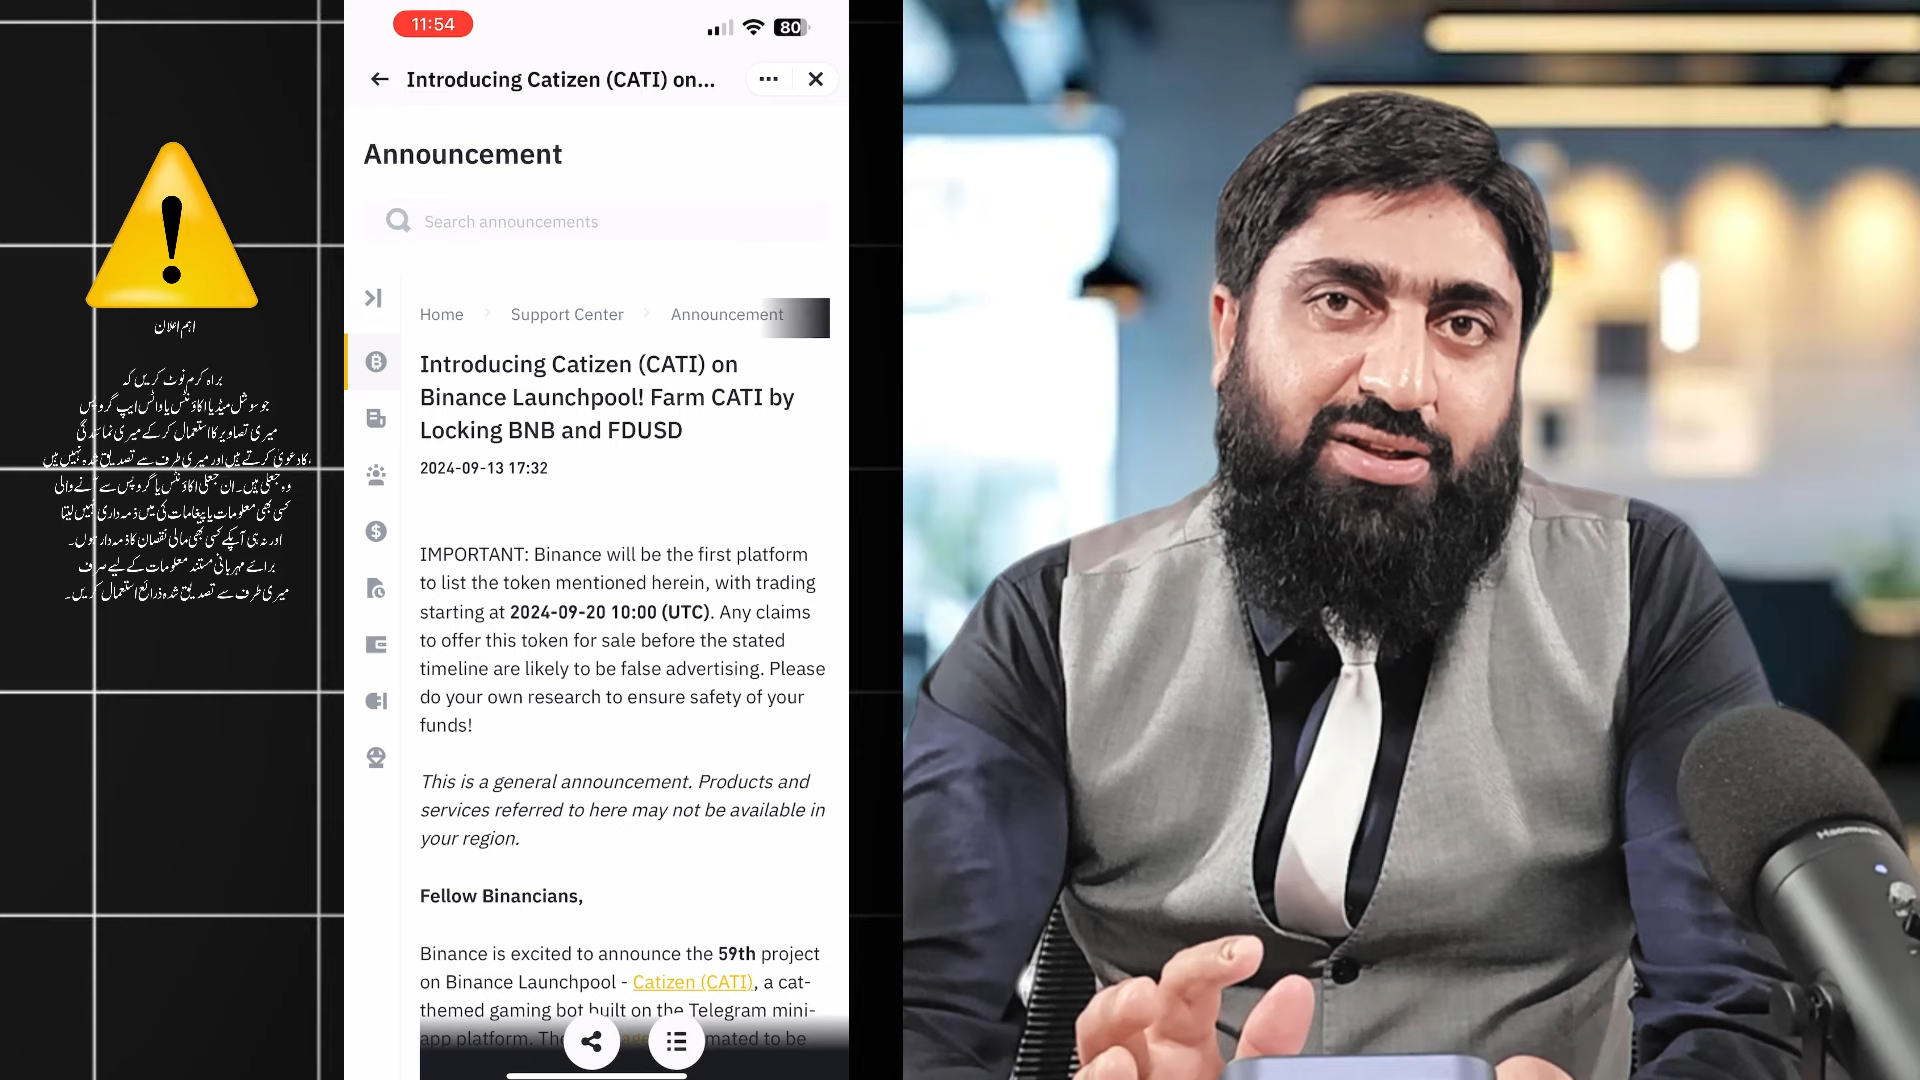 اہم اعلان
براہ کرم نوٹ کریں کہ
جو سوشل میڈیا اکاؤنٹس یا واٹس ایپ گروپس
میری تصاویر کا استعمال کرکے میری نمائندگی
کا دعویٰ کرتے ہیں اور میری طرف سے تصدیق شدہ نہیں ہیں،
وہ جعلی ہیں۔ ان جعلی اکاؤنٹس یا گروپس سے آنے والی
کسی بھی معلومات یا پیغامات کی میں ذمہ داری نہیں لیتا
اور نہ ہی آپکے کسی بھی مالی نقصان کا ذمہ دار ہوں۔
برائے مہربانی مستند معلومات کے لیے صرف
میری طرف سے تصدیق شدہ ذرائع استعمال کریں۔
11:54
80
Introducing Catizen (CATI) on...
Announcement
Search announcements
Home Support Center Announcement
Introducing Catizen (CATI) on
Binance Launchpool! Farm CATI by
Locking BNB and FDUSD
2024-09-13 17:32
IMPORTANT: Binance will be the first platform
to list the token mentioned herein, with trading
starting at 2024-09-20 10:00 (UTC). Any claims
to offer this token for sale before the stated
timeline are likely to be false advertising. Please
do your own research to ensure safety of your
funds!
This is a general announcement. Products and
services referred to here may not be available in
your region.
Fellow Binancians,
Binance is excited to announce the 59th project
on Binance Launchpool - Catizen (CATI), a cat-
themed gaming bot built on the Telegram mini-
app platform. The
to be